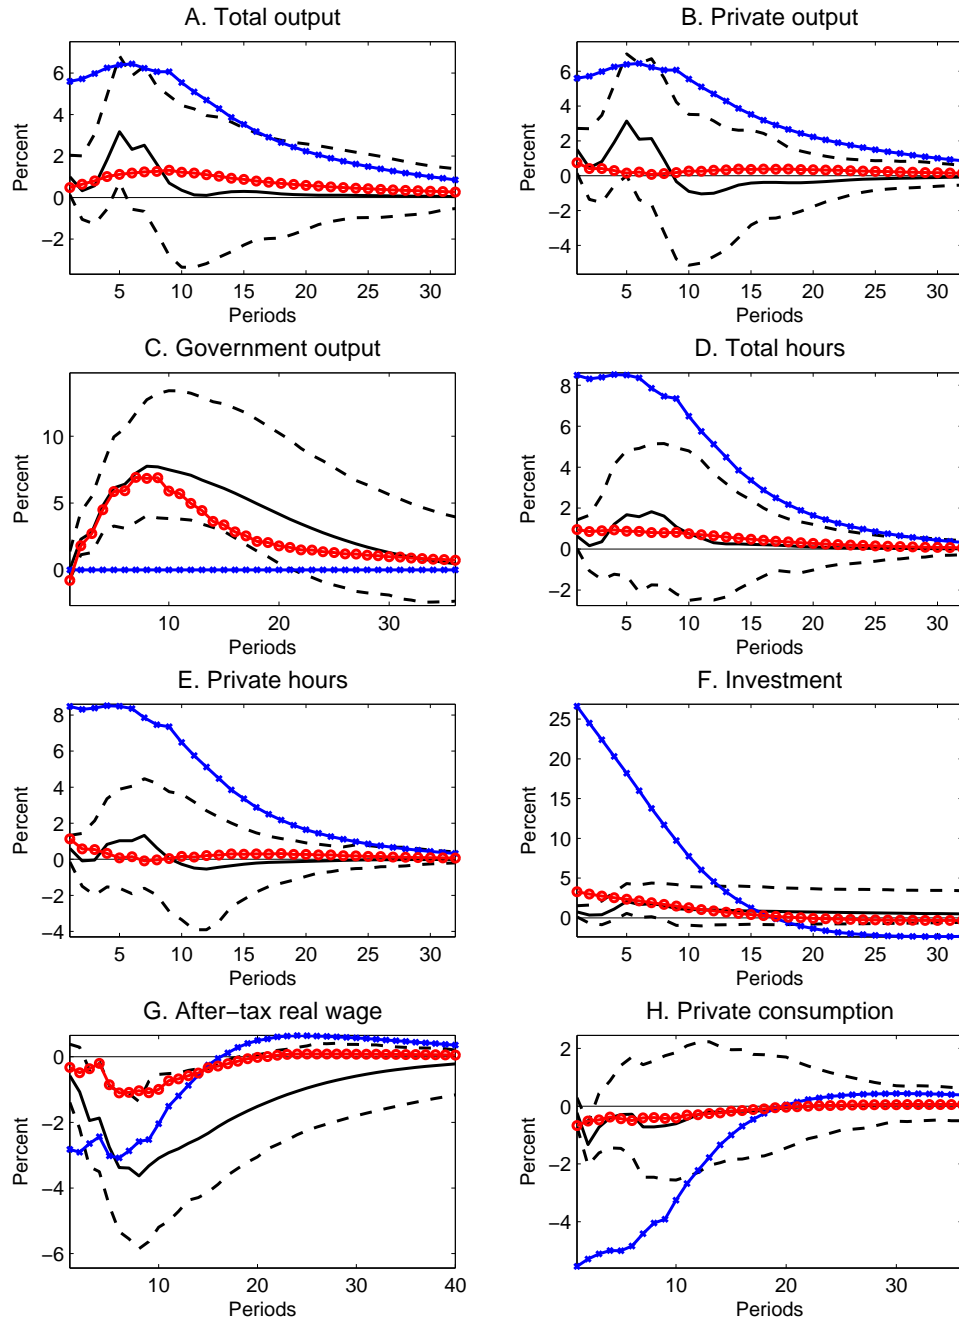 A. Total output
Percent
6
4
2
0
−2
5 10 15 20 25 30
Periods
B. Private output
Percent
6
4
2
0
−2
−4
5 10 15 20 25 30
Periods
C. Government output
Percent
10
5
0
10 20 30
Periods
D. Total hours
Percent
8
6
4
2
0
−2
5 10 15 20 25 30
Periods
E. Private hours
Percent
8
6
4
2
0
−2
−4
5 10 15 20 25 30
Periods
F. Investment
Percent
25
20
15
10
5
0
5 10 15 20 25 30
Periods
G. After−tax real wage
Percent
0
−2
−4
−6
10 20 30 40
Periods
H. Private consumption
Percent
2
0
−2
−4
10 20 30
Periods